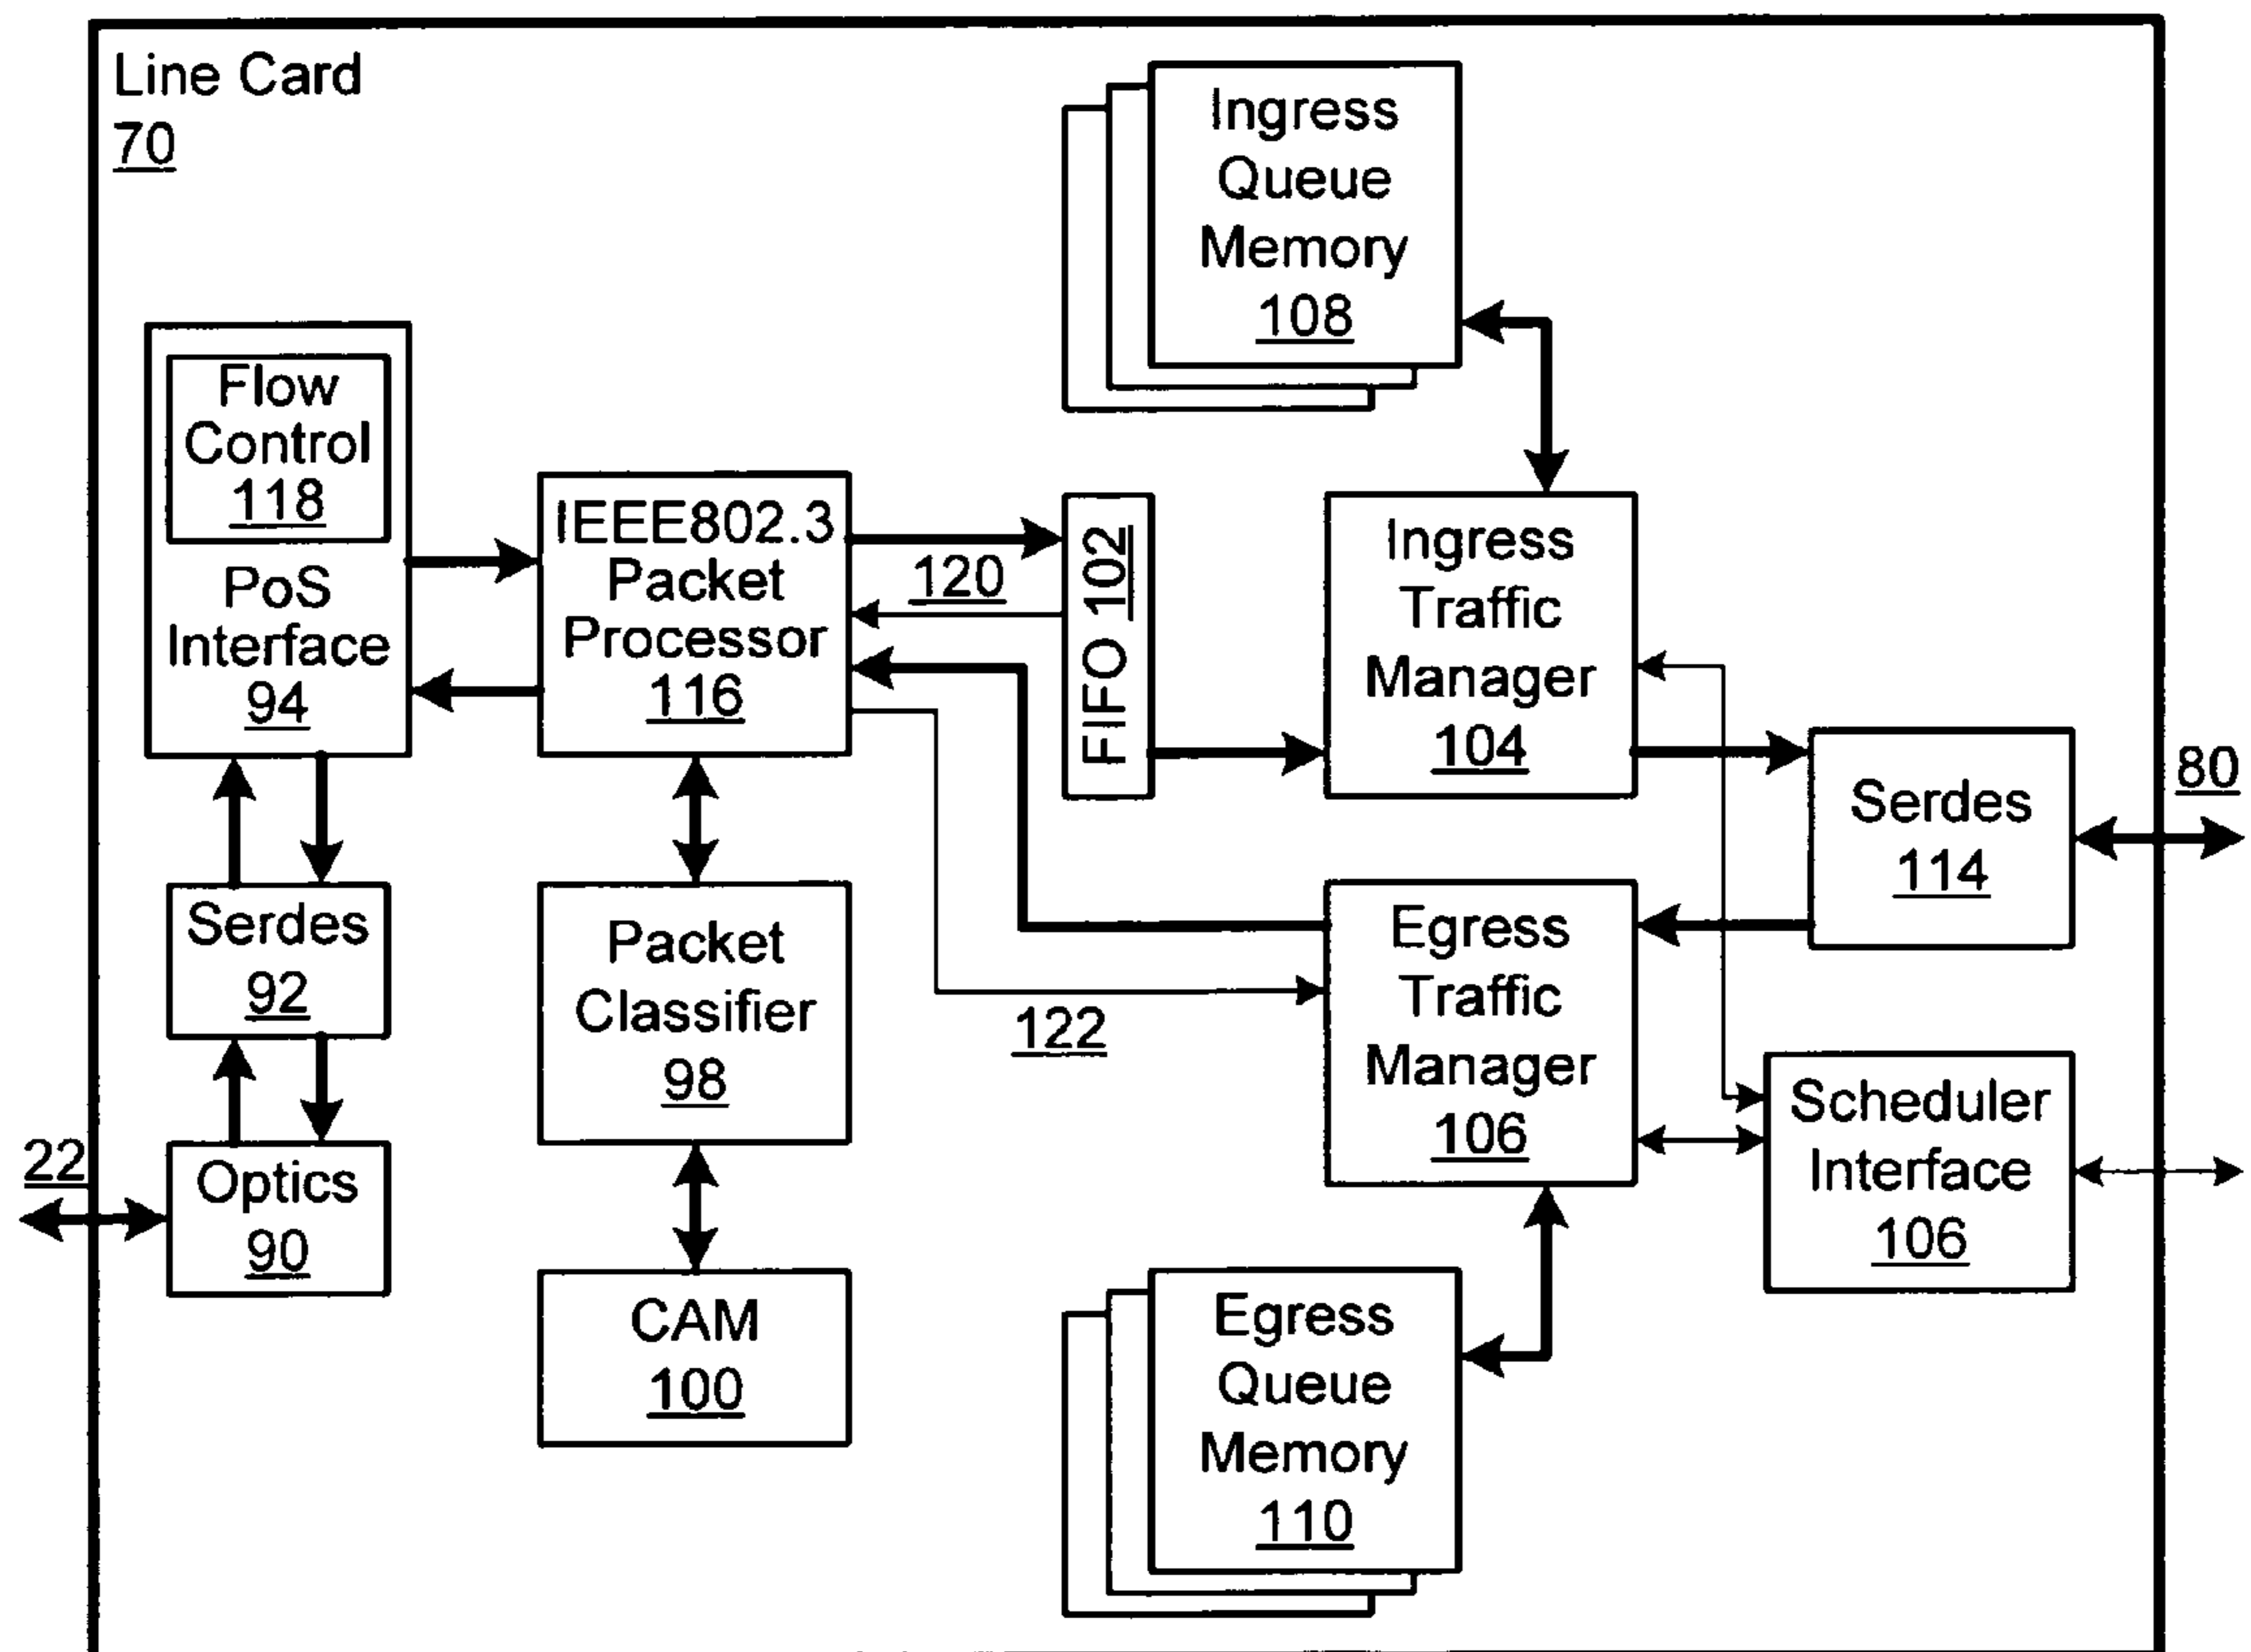 Line Card
70
Ingress
Queue
Memory
108
Flow
Control
118
PoS
Interface
94
IEEE802.3
Packet
Processor
116
120
FIFO 102
Ingress
Traffic
Manager
104
Serdes
114
80
Serdes
92
Packet
Classifier
98
122
Egress
Traffic
Manager
106
Scheduler
Interface
106
22
Optics
90
CAM
100
Egress
Queue
Memory
110